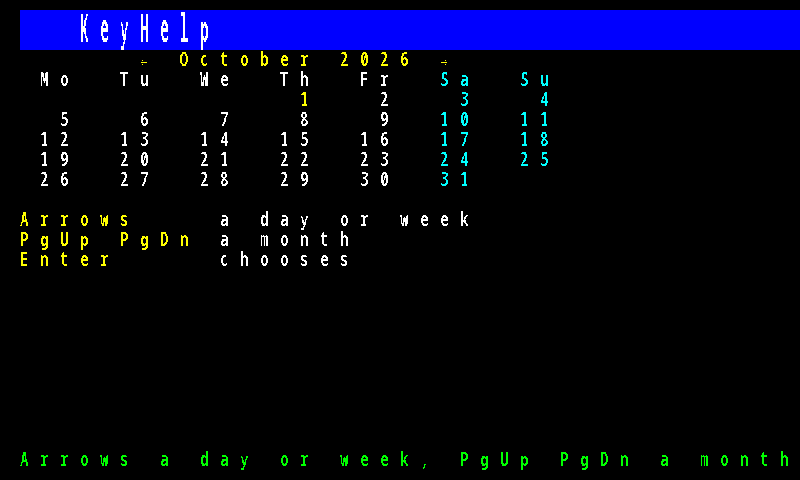 KeyHelp
← October 2026 →
Mo Tu We Th Fr Sa Su
1 2 3 4
5 6 7 8 9 10 11
12 13 14 15 16 17 18
19 20 21 22 23 24 25
26 27 28 29 30 31
Arrows a day or week
PgUp PgDn a month
Enter chooses
Arrows a day or week, PgUp PgDn a month